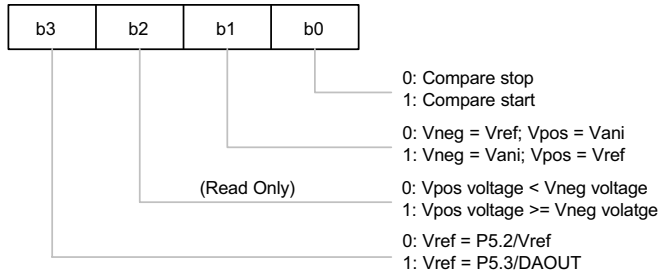 b3 b2 b1 b0
0: Compare stop
1: Compare start
0: Vneg = Vref; Vpos = Vani
1: Vneg = Vani; Vpos = Vref
(Read Only) 0: Vpos voltage < Vneg voltage
1: Vpos voltage >= Vneg volatge
0: Vref = P5.2/Vref
1: Vref = P5.3/DAOUT